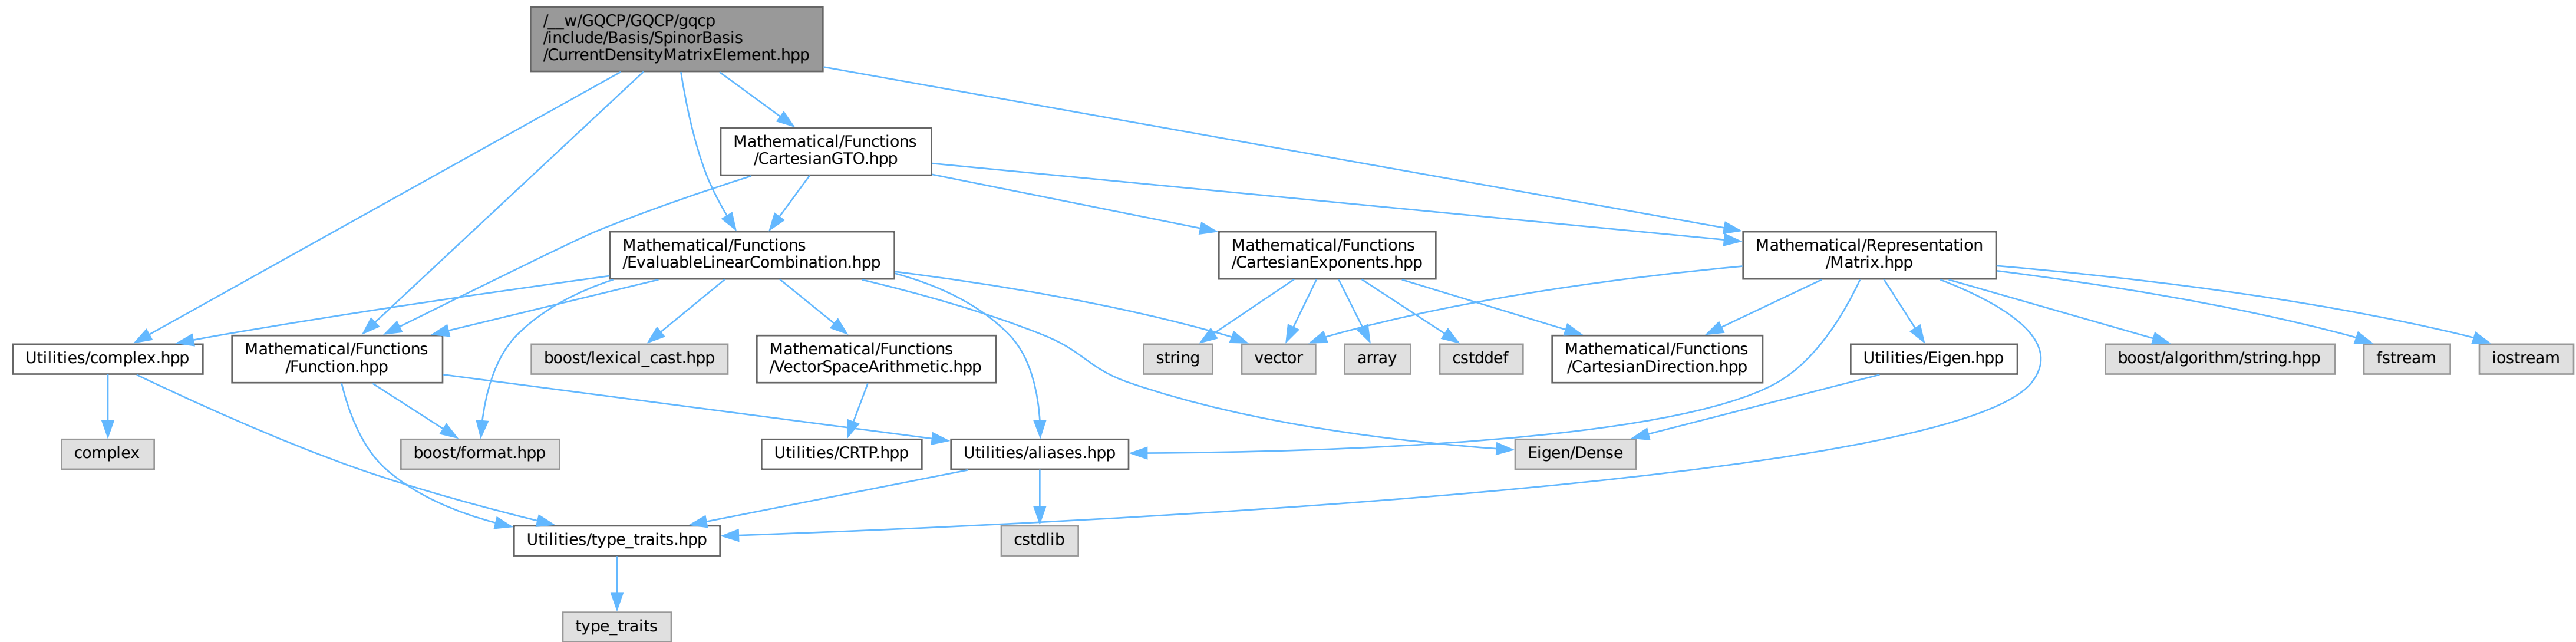 /__w/GQCP/GQCP/gqcp
/include/Basis/SpinorBasis
/CurrentDensityMatrixElement.hpp
Mathematical/Functions
/CartesianGTO.hpp
Mathematical/Functions
/EvaluableLinearCombination.hpp
Mathematical/Functions
/CartesianExponents.hpp
Mathematical/Representation
/Matrix.hpp
Utilities/complex.hpp
Mathematical/Functions
/Function.hpp
boost/lexical_cast.hpp
Mathematical/Functions
/VectorSpaceArithmetic.hpp
string
vector
array
cstddef
Mathematical/Functions
/CartesianDirection.hpp
Utilities/Eigen.hpp
boost/algorithm/string.hpp
fstream
iostream
complex
boost/format.hpp
Utilities/CRTP.hpp
Utilities/aliases.hpp
Eigen/Dense
Utilities/type_traits.hpp
cstdlib
type_traits